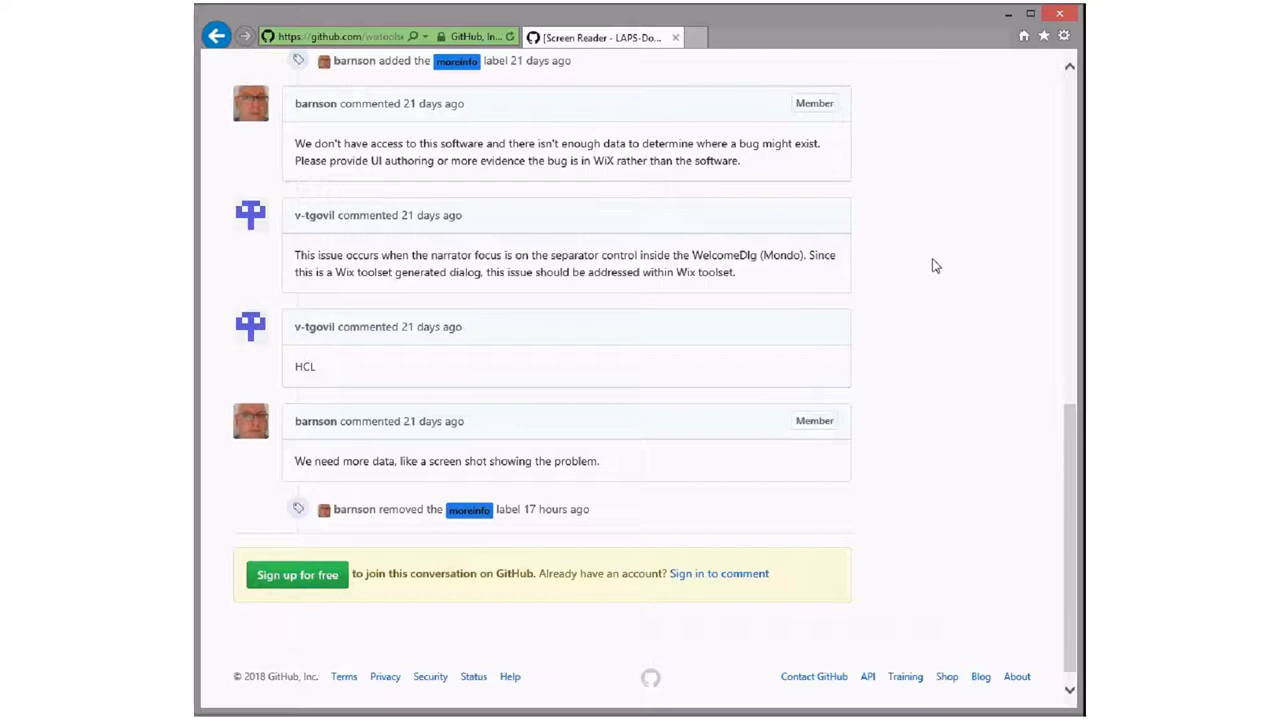 https://github.com/wixtoolse
GitHub, In...
[Screen Reader - LAPS-Do...
barnson added the moreinfo label 21 days ago
barnson commented 21 days ago
Member
We don't have access to this software and there isn't enough data to determine where a bug might exist.
Please provide UI authoring or more evidence the bug is in WiX rather than the software.
v-tgovil commented 21 days ago
This issue occurs when the narrator focus is on the separator control inside the WelcomeDlg (Mondo). Since
this is a Wix toolset generated dialog, this issue should be addressed within Wix toolset.
v-tgovil commented 21 days ago
HCL
barnson commented 21 days ago
Member
We need more data, like a screen shot showing the problem.
barnson removed the moreinfo label 17 hours ago
Sign up for free to join this conversation on GitHub. Already have an account? Sign in to comment
© 2018 GitHub, Inc. Terms Privacy Security Status Help
Contact GitHub API Training Shop Blog About